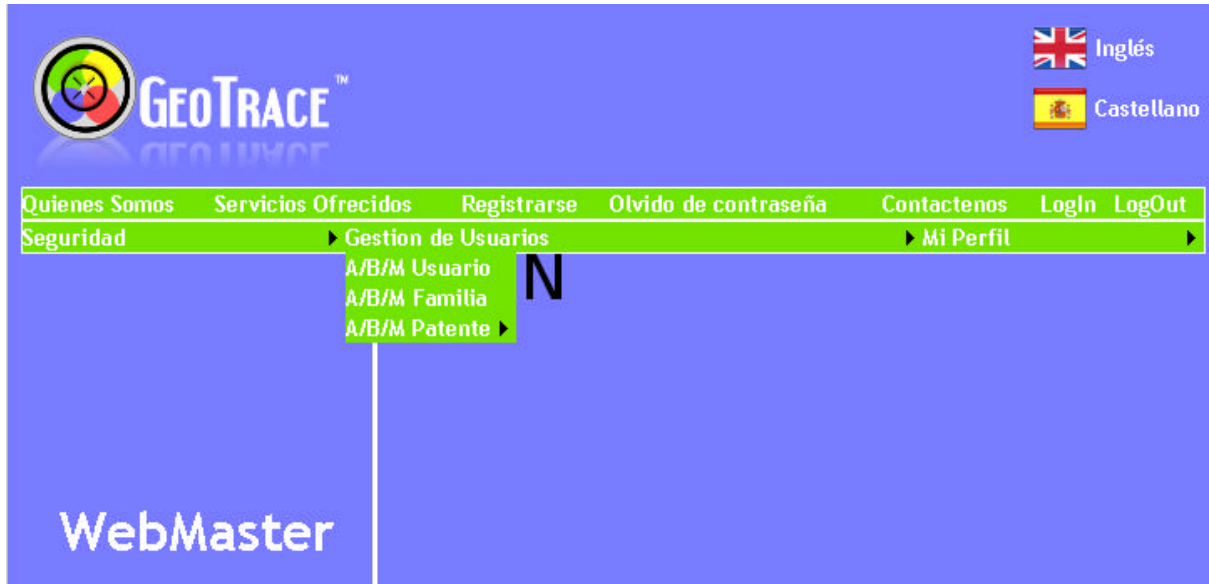 Inglés
GEOTRACE™
Castellano
Quienes Somos Servicios Ofrecidos Registrarse Olvido de contraseña Contactenos LogIn LogOut
Seguridad Gestion de Usuarios Mi Perfil
A/B/M Usuario
N
A/B/M Familia
A/B/M Patente
WebMaster